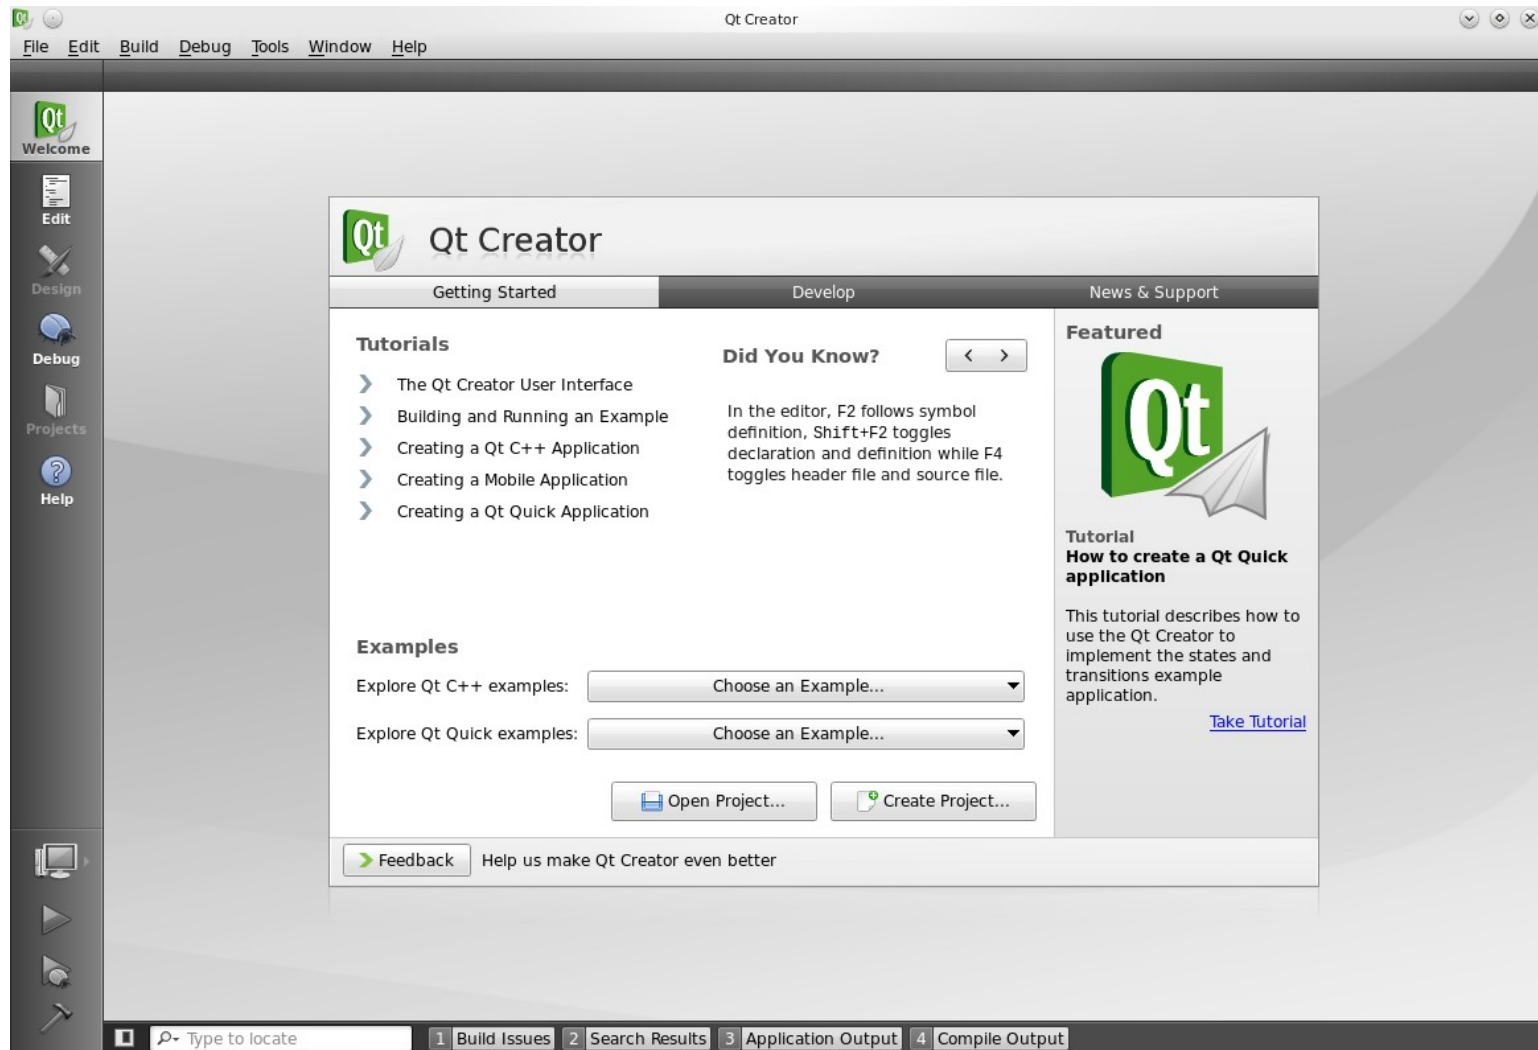 Qt Creator
File Edit Build Debug Tools Window Help
Qt
Welcome
Edit
Design
Debug
Projects
Help
Qt Qt Creator
Getting Started Develop News & Support
Tutorials
The Qt Creator User Interface
Building and Running an Example
Creating a Qt C++ Application
Creating a Mobile Application
Creating a Qt Quick Application
Did You Know?
In the editor, F2 follows symbol
definition, Shift+F2 toggles
declaration and definition while F4
toggles header file and source file.
Featured
Qt
Tutorial
How to create a Qt Quick
application
This tutorial describes how to
use the Qt Creator to
implement the states and
transitions example
application.
Take Tutorial
Examples
Explore Qt C++ examples: Choose an Example...
Explore Qt Quick examples: Choose an Example...
Open Project... Create Project...
Feedback Help us make Qt Creator even better
Type to locate 1 Build Issues 2 Search Results 3 Application Output 4 Compile Output